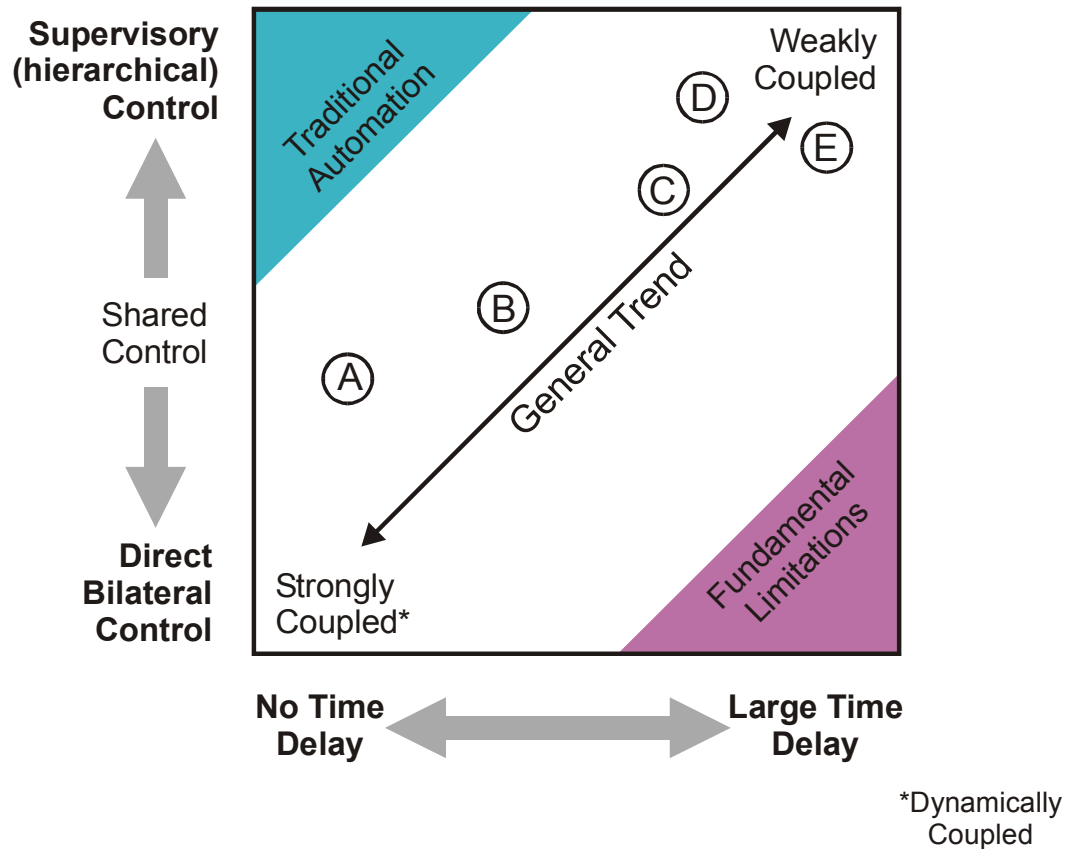 Supervisory
(hierarchical)
Control
Shared
Control
Direct
Bilateral
Control
Traditional
Automation
Weakly
Coupled
D
E
C
B
A
General Trend
Strongly
Coupled*
Fundamental
Limitations
No Time
Delay
Large Time
Delay
*Dynamically
Coupled